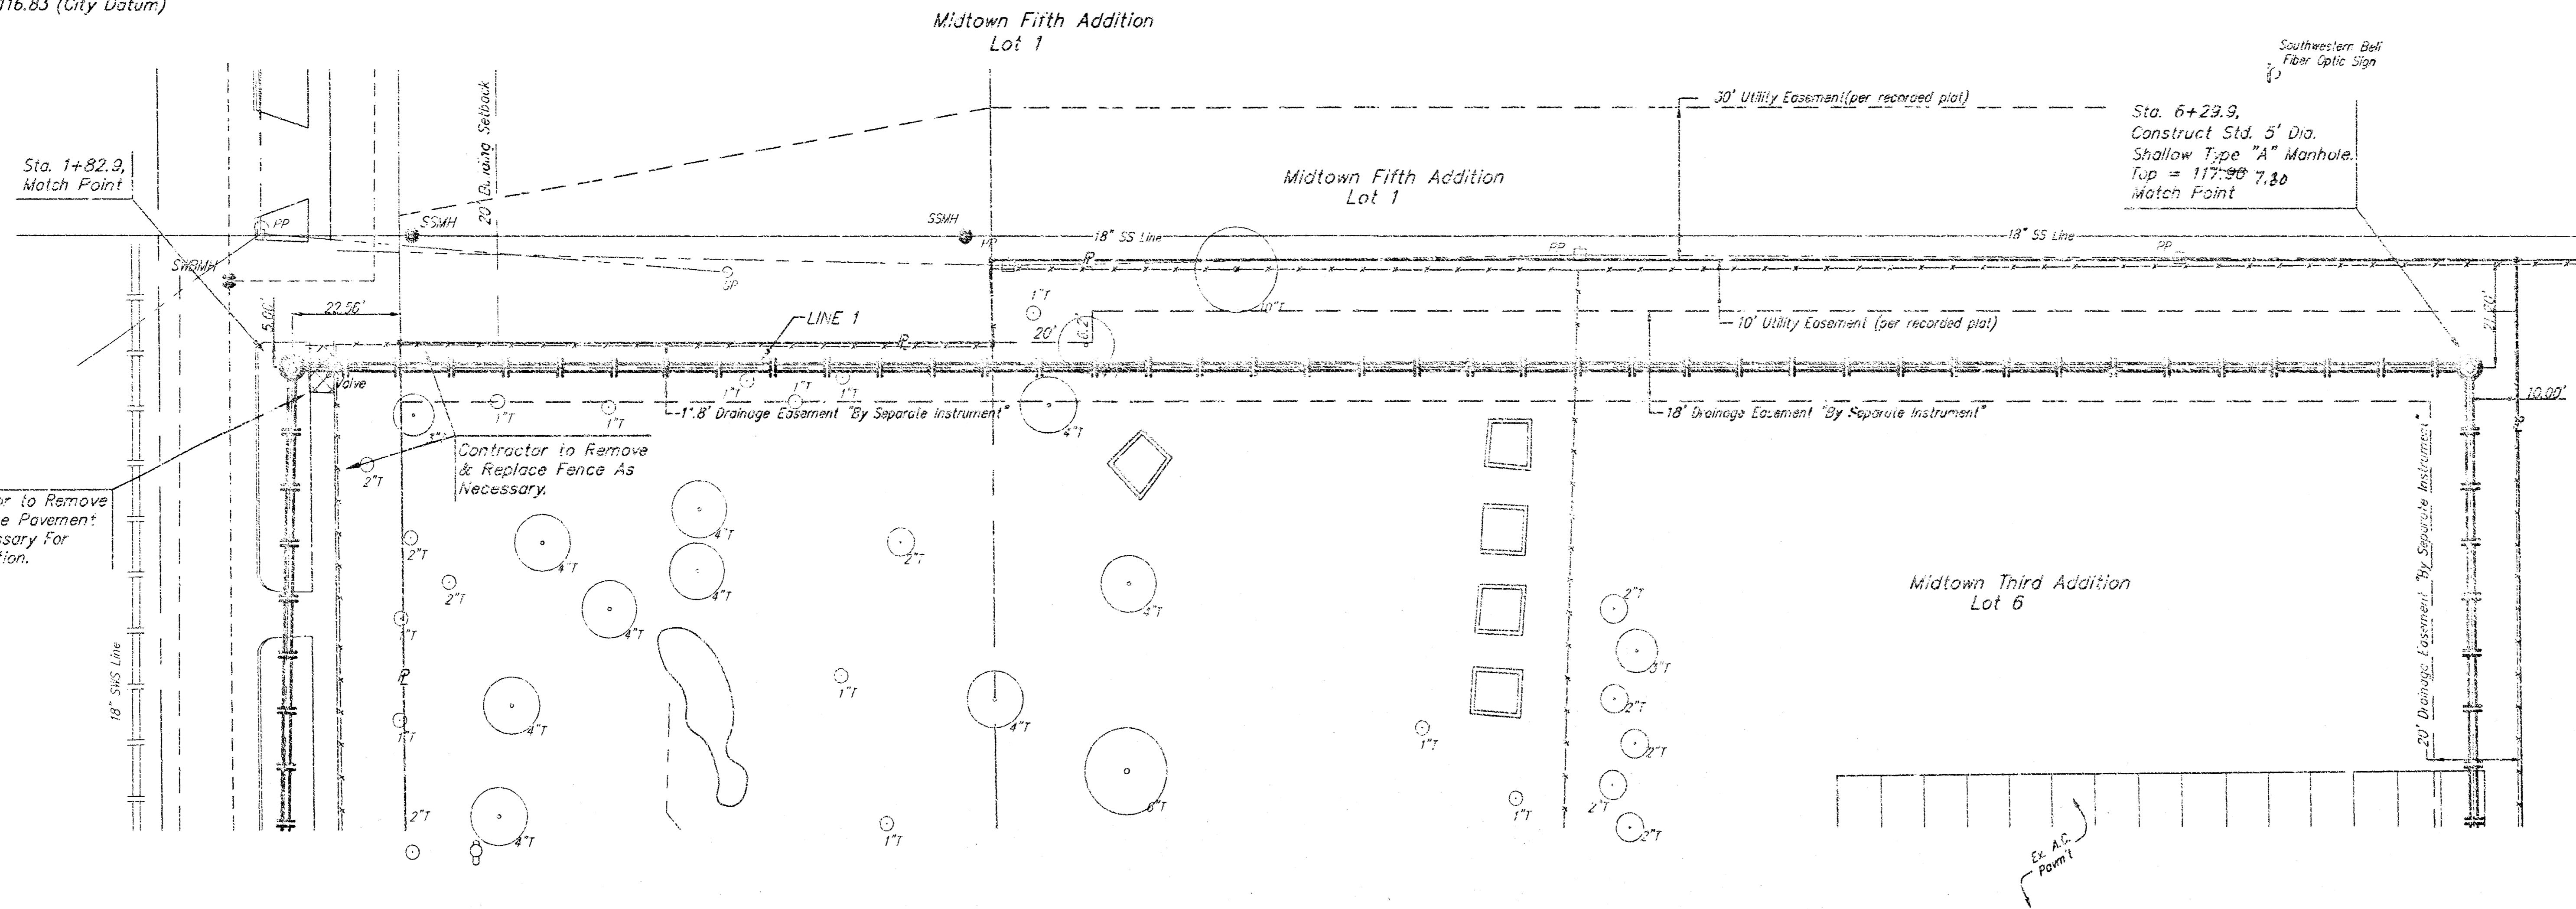 116.83 (City Datum)
Midtown Fifth Addition
Lot 1
Southwestern Bell
Fiber Optic Sign
30' Utility Easement(per recorded plat)
20' Building Setback
Sta. 6+29.9,
Construct Std. 5' Dia.
Shallow Type "A" Manhole.
Top = 117.90 7.80
Match Point
Sta. 1+82.9,
Match Point
Midtown Fifth Addition
Lot 1
PP
SSMH
SSMH
PP
18" SS Line
PP
18" SS Line
PP
SWBMH
GP
5.00'
22.56'
LINE 1
1"T
20'
10"T
10' Utility Easement (per recorded plat)
Valve
1"T
1"T
1"T
1"T
1"T
18' Drainage Easement "By Separate Instrument"
4"T
18' Drainage Easement "By Separate Instrument"
10.00'
Contractor to Remove
& Replace Fence As
Necessary.
2"T
or to Remove
e Pavement
ssary For
tion.
4"T
2"T
4"T
2"T
2"T
4"T
4"T
1"T
4"T
2"T
3"T
Midtown Third Addition
Lot 6
20' Drainage Easement "By Separate Instrument"
18" SWS Line
1"T
1"T
4"T
4"T
2"T
1"T
2"T
6"T
1"T
2"T
2"T
2"T
4"T
1"T
Ex. A.C.
Pavm't